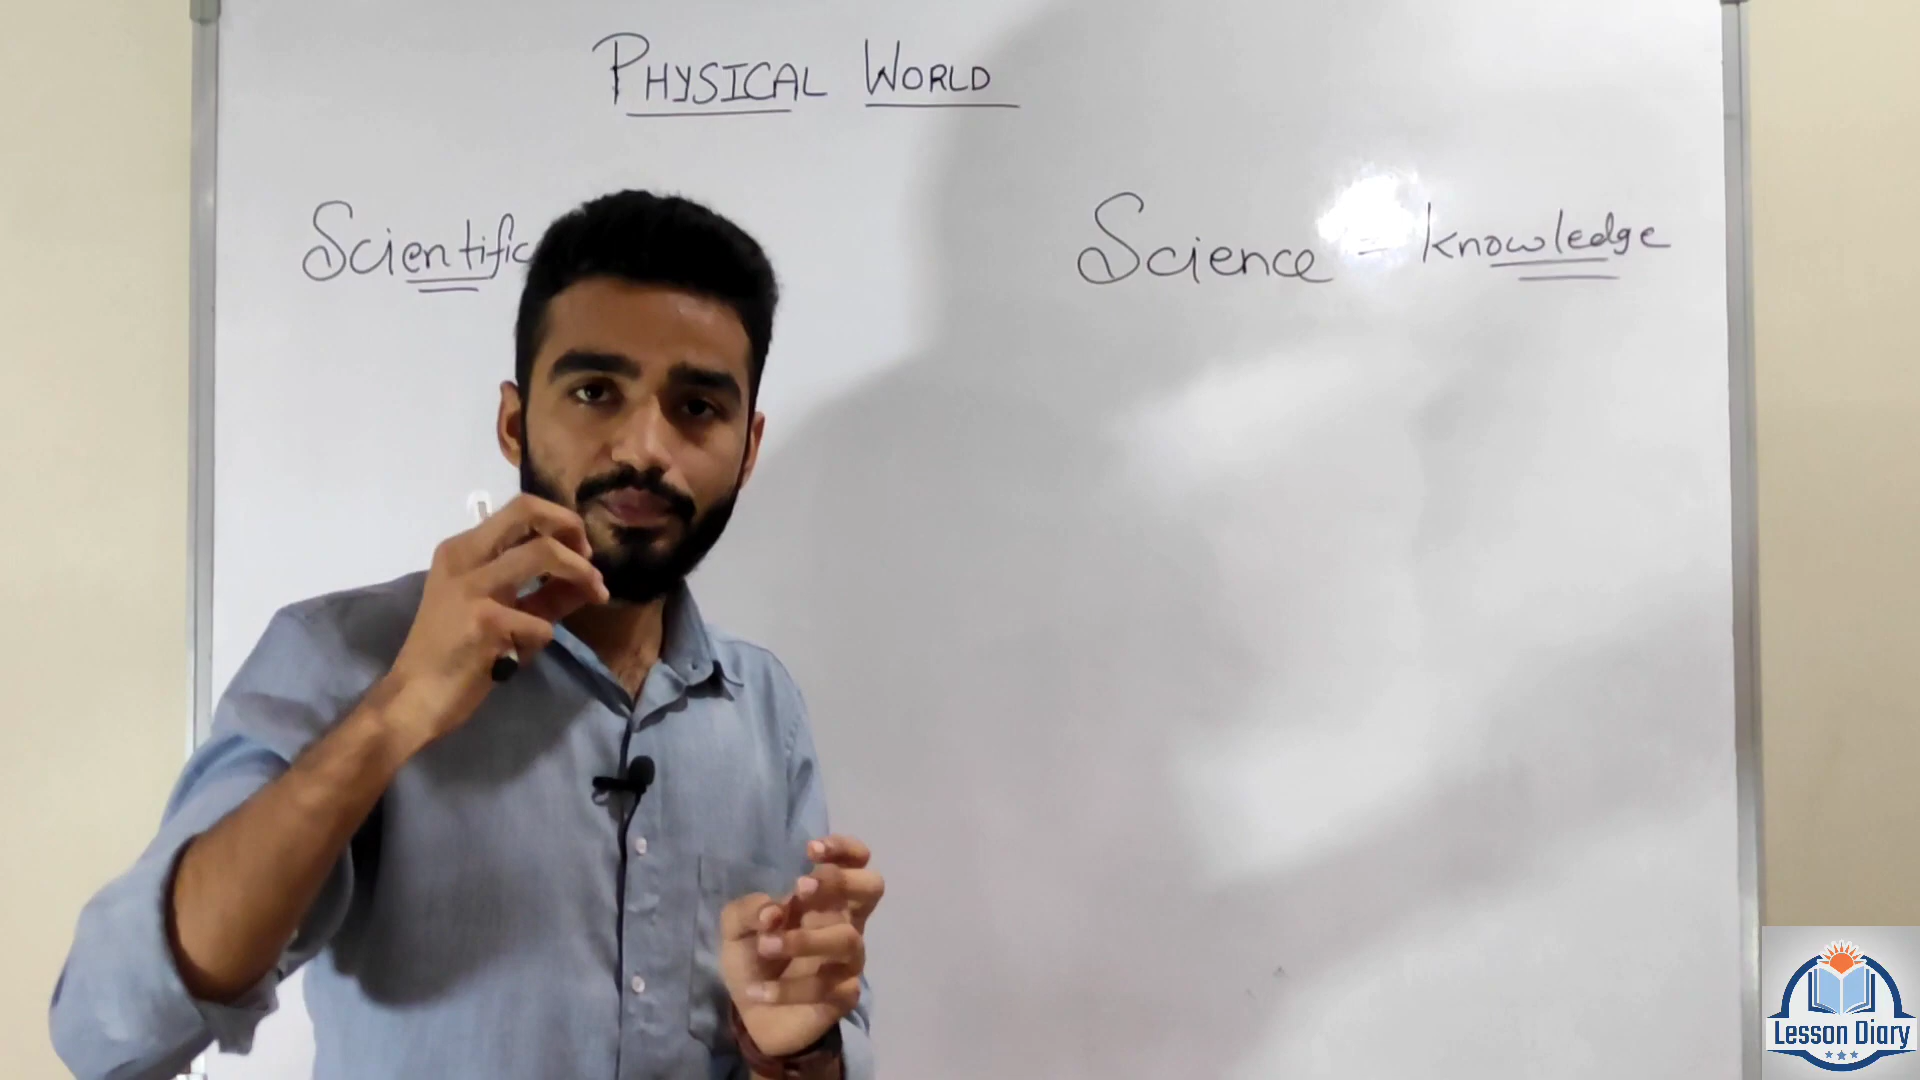 PHYSICAL WORLD
Scientific
Science = knowledge
Lesson Diary